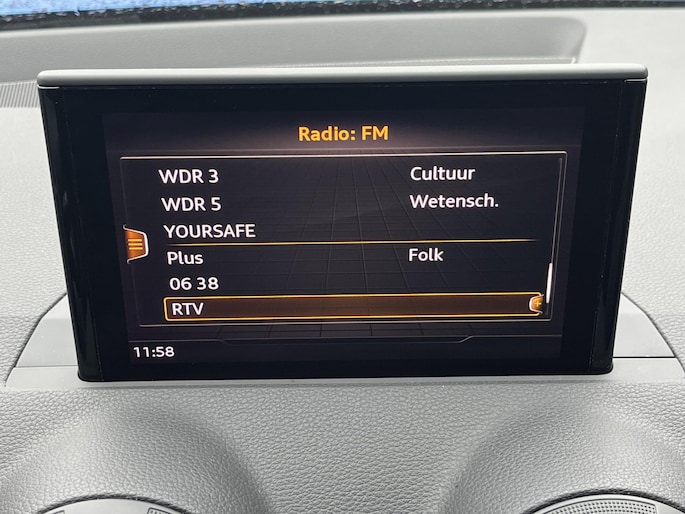 Radio: FM
WDR 3 Cultuur
WDR 5 Wetensch.
YOURSAFE
Plus Folk
06 38
RTV
11:58